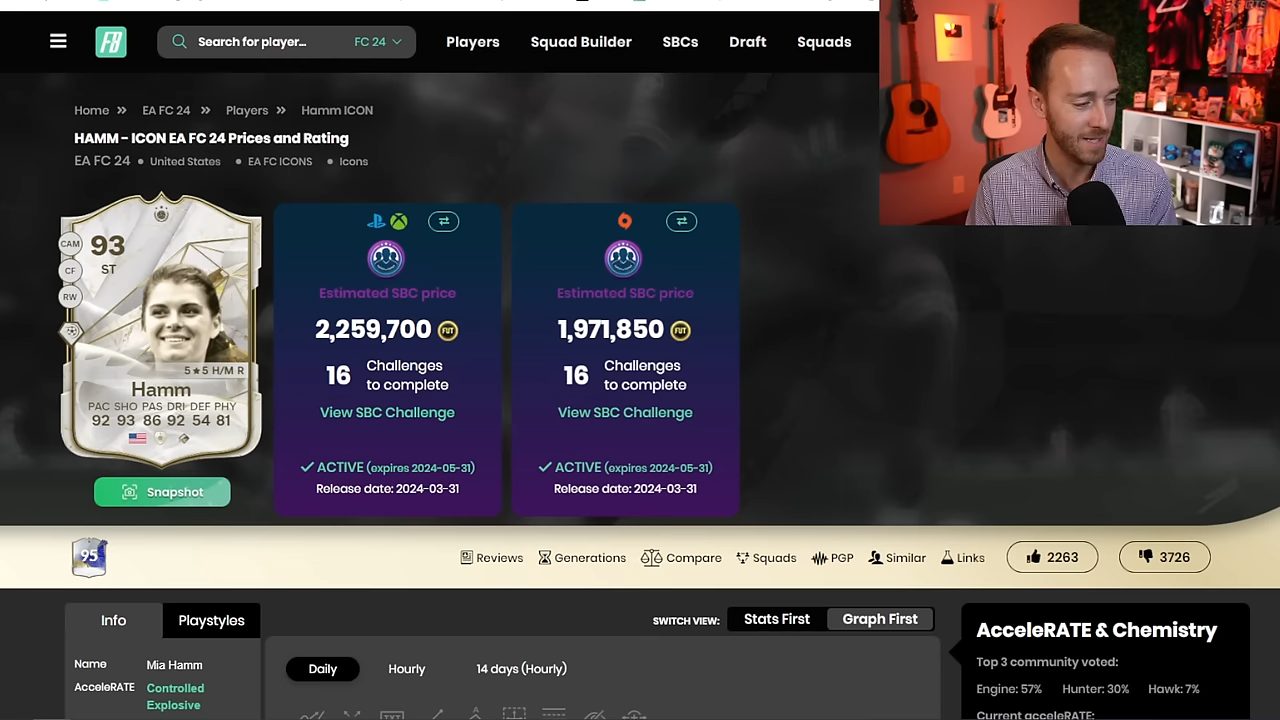 FB
Search for player...
FC 24
Players
Squad Builder
SBCs
Draft
Squads
Home » EA FC 24 » Players » Hamm ICON
HAMM - ICON EA FC 24 Prices and Rating
EA FC 24 • United States • EA FC ICONS • Icons
93
ST
CAM
CF
RW
5★5 H/M R
Hamm
PAC SHO PAS DRI DEF PHY
92 93 86 92 54 81
Snapshot
Estimated SBC price
2,259,700 FUT
16 Challenges
to complete
View SBC Challenge
ACTIVE (expires 2024-05-31)
Release date: 2024-03-31
Estimated SBC price
1,971,850 FUT
16 Challenges
to complete
View SBC Challenge
ACTIVE (expires 2024-05-31)
Release date: 2024-03-31
95
Reviews
Generations
Compare
Squads
PGP
Similar
Links
2263
3726
Info
Playstyles
Name Mia Hamm
AcceleRATE Controlled
Explosive
SWITCH VIEW:
Stats First
Graph First
Daily
Hourly
14 days (Hourly)
TXT
AcceleRATE & Chemistry
Top 3 community voted:
Engine: 57% Hunter: 30% Hawk: 7%
Current acceleRATE: